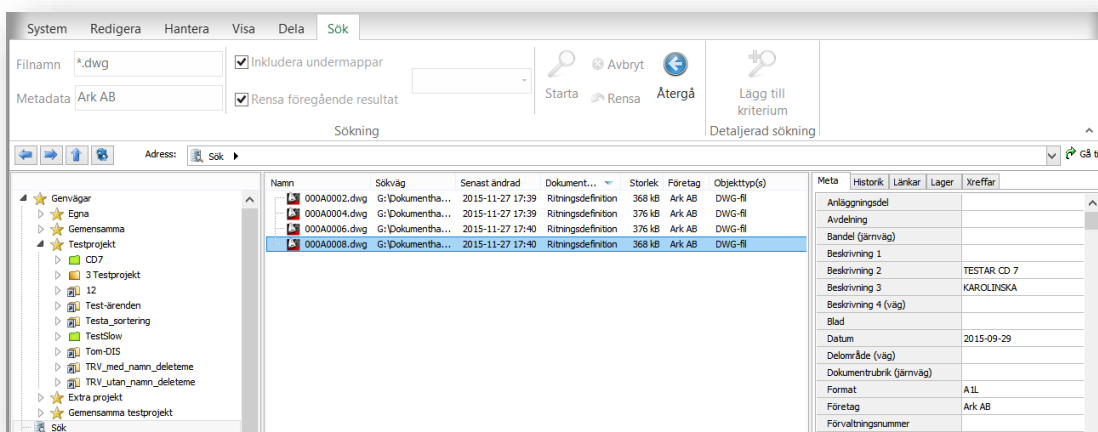 System Redigera Hantera Visa Dela Sök
Filnamn *.dwg
Metadata Ark AB
Inkludera undermappar
Rensa föregående resultat
Sökning
Starta
Avbryt
Rensa
Återgå
Lägg till
kriterium
Detaljerad sökning
Adress: Sök
Gå ti
Genvägar
Egna
Gemensamma
Testprojekt
CD7
3 Testprojekt
12
Test-ärenden
Testa_sortering
TestSlow
Tom-DIS
TRV_med_namn_deleteme
TRV_utan_namn_deleteme
Extra projekt
Gemensamma testprojekt
Sök
Namn Sökväg Senast ändrad Dokument... Storlek Företag Objekttyp(s)
000A0002.dwg G:\Dokumentha... 2015-11-27 17:39 Ritningsdefinition 368 kB Ark AB DWG-fil
000A0004.dwg G:\Dokumentha... 2015-11-27 17:39 Ritningsdefinition 376 kB Ark AB DWG-fil
000A0006.dwg G:\Dokumentha... 2015-11-27 17:40 Ritningsdefinition 376 kB Ark AB DWG-fil
000A0008.dwg G:\Dokumentha... 2015-11-27 17:40 Ritningsdefinition 368 kB Ark AB DWG-fil
Meta Historik Länkar Lager Xreffar
Anläggningsdel
Avdelning
Bandel (järnväg)
Beskrivning 1
Beskrivning 2 TESTAR CD 7
Beskrivning 3 KAROLINSKA
Beskrivning 4 (väg)
Blad
Datum 2015-09-29
Delområde (väg)
Dokumentrubrik (järnväg)
Format A1L
Företag Ark AB
Förvaltningsnummer